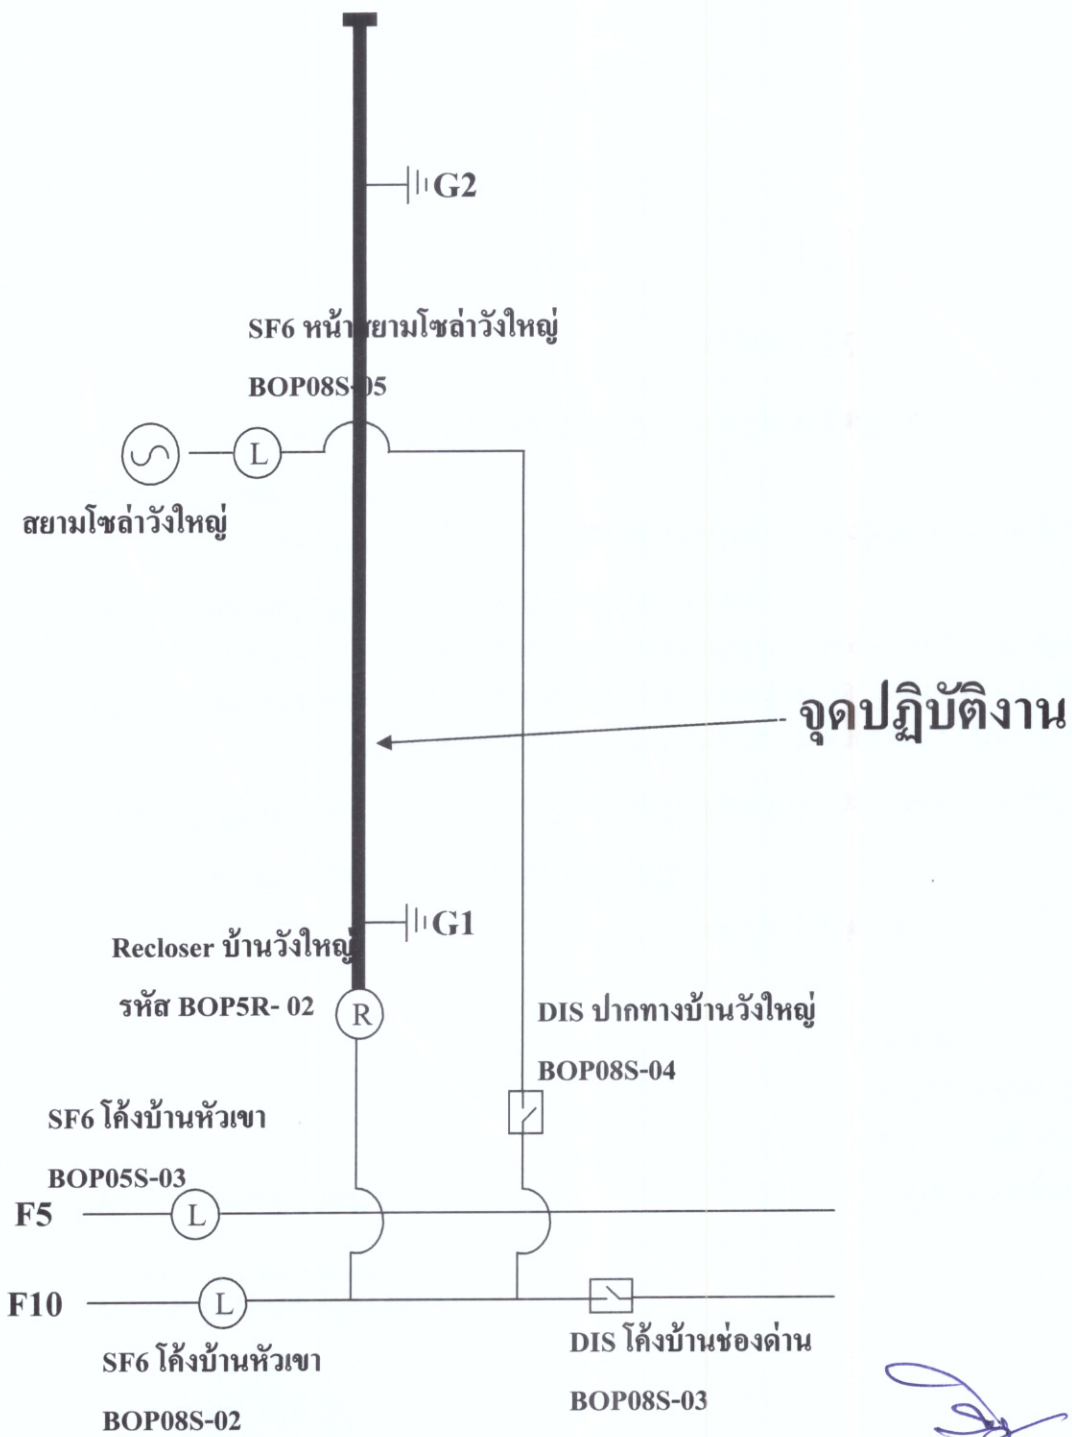 G2
SF6 หน้าสยามโซล่าวังใหญ่
BOP08S-05
L
สยามโซล่าวังใหญ่
จุดปฏิบัติงาน
G1
Recloser บ้านวังใหญ่
รหัส BOP5R- 02
R
DIS ปากทางบ้านวังใหญ่
BOP08S-04
SF6 โค้งบ้านหัวเขา
BOP05S-03
F5
L
F10
L
SF6 โค้งบ้านหัวเขา
BOP08S-02
DIS โค้งบ้านช่องด่าน
BOP08S-03